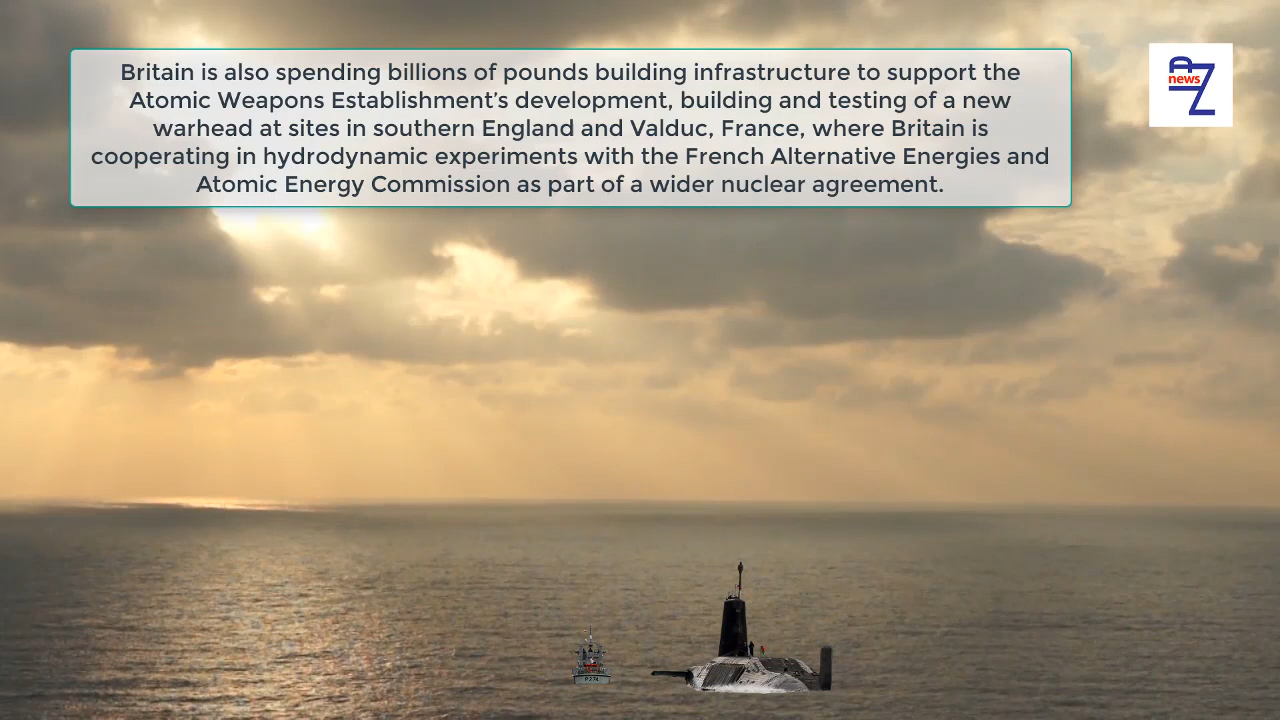 Britain is also spending billions of pounds building infrastructure to support the
Atomic Weapons Establishment's development, building and testing of a new
warhead at sites in southern England and Valduc, France, where Britain is
cooperating in hydrodynamic experiments with the French Alternative Energies and
Atomic Energy Commission as part of a wider nuclear agreement.
A
news
Z
P274